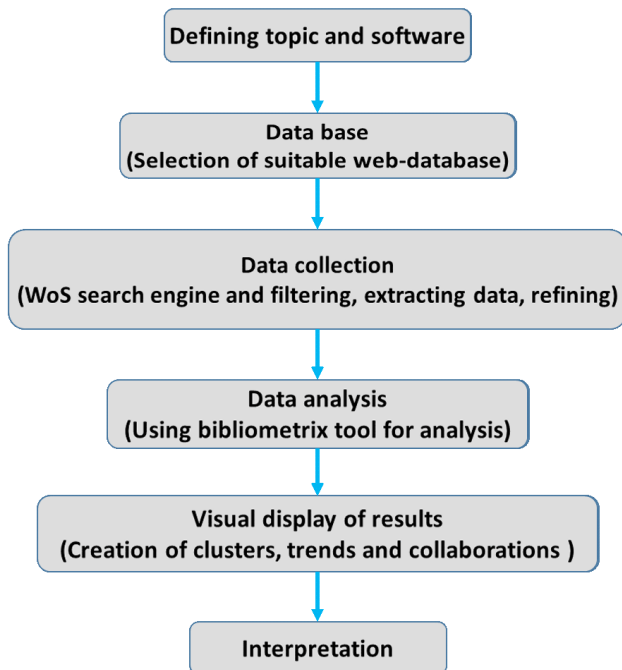 Defining topic and software
Data base
(Selection of suitable web-database)
Data collection
(WoS search engine and filtering, extracting data, refining)
Data analysis
(Using bibliometrix tool for analysis)
Visual display of results
(Creation of clusters, trends and collaborations )
Interpretation